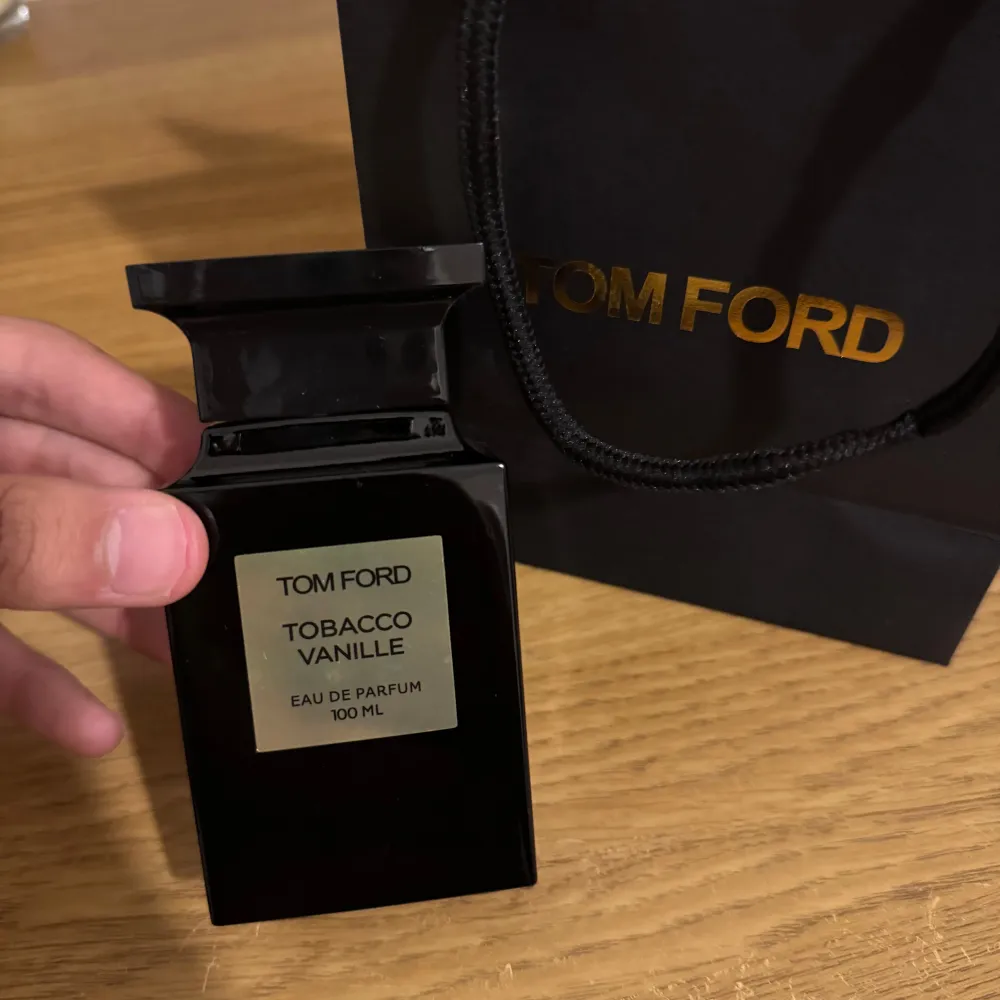 TOM FORD
TOM FORD
TOBACCO
VANILLE
EAU DE PARFUM
100 ML